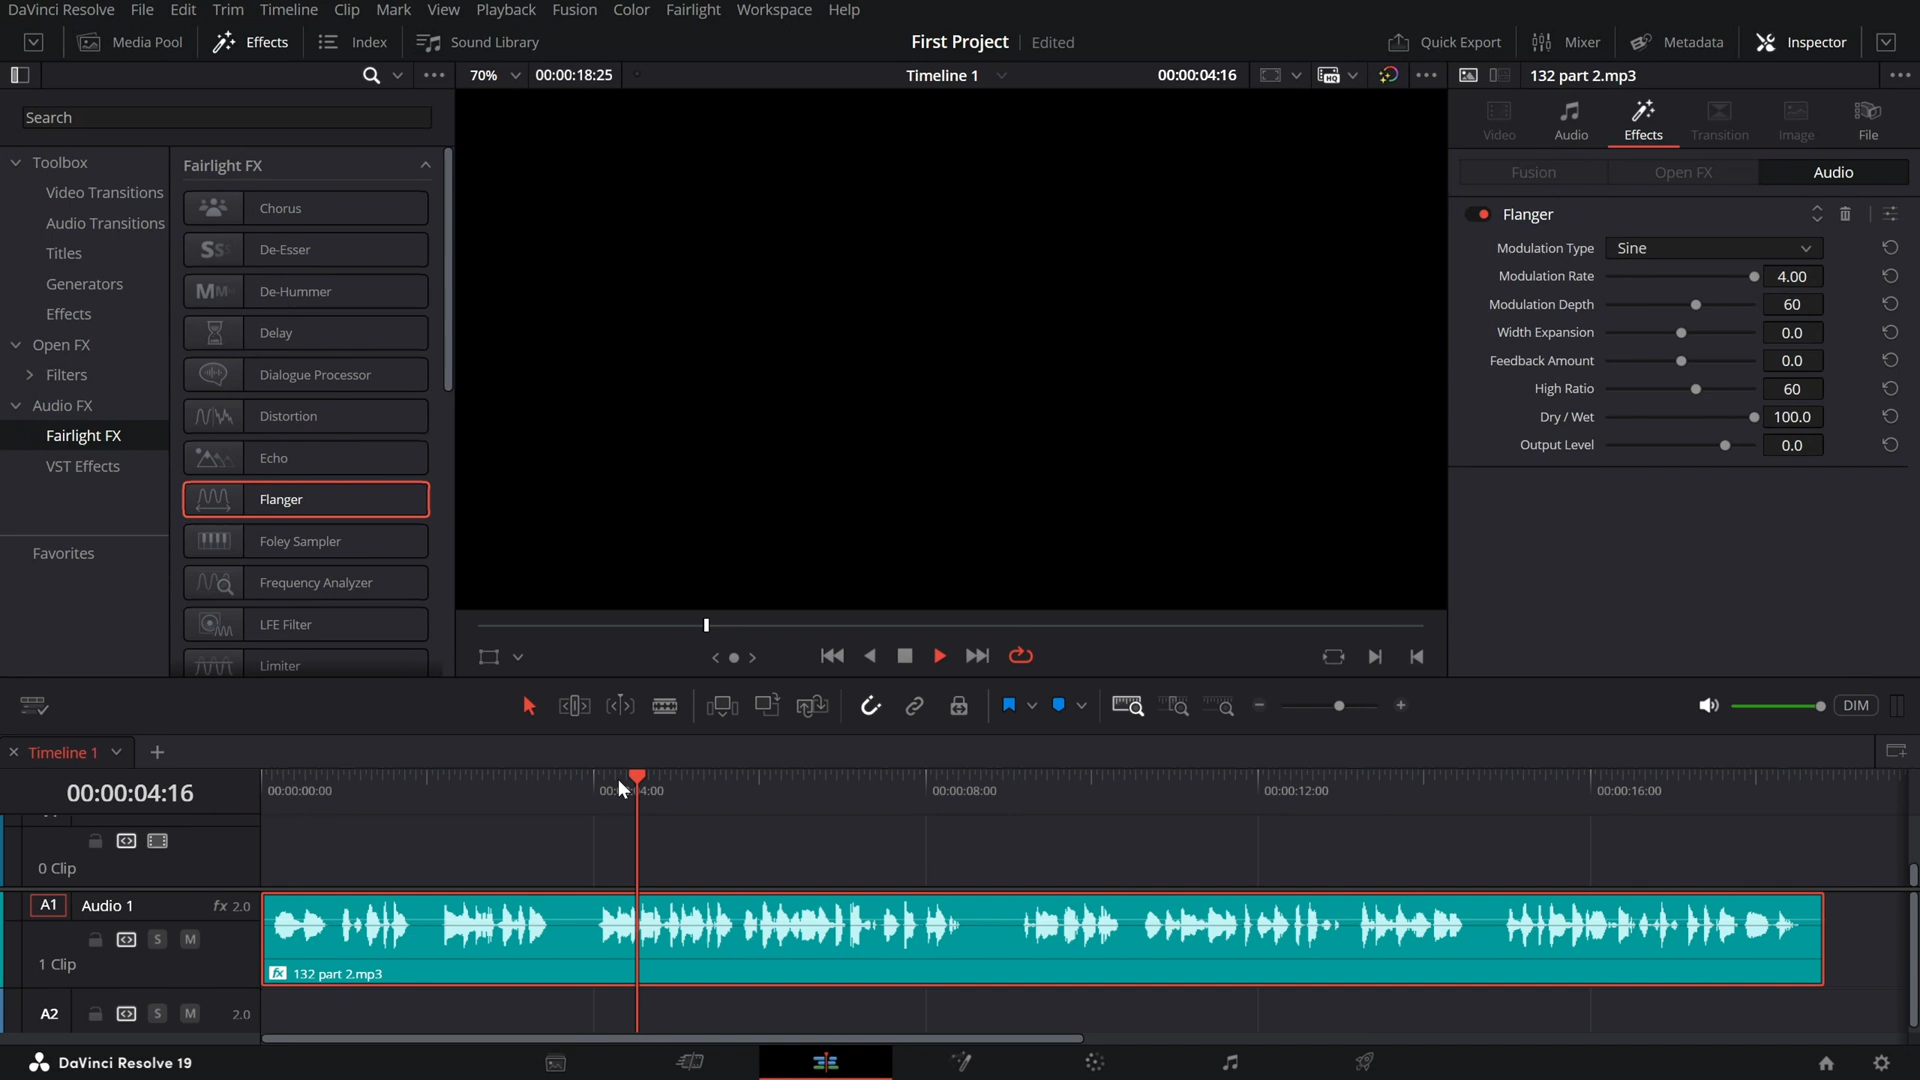 DaVinci Resolve File Edit Trim Timeline Clip Mark View Playback Fusion Color Fairlight Workspace Help
Media Pool Effects Index Sound Library First Project Edited Quick Export Mixer Metadata Inspector
70% 00:00:18:25 Timeline 1 00:00:04:16 132 part 2.mp3
Search
Video Audio Effects Transition Image File
Fusion Open FX Audio
Toolbox
Video Transitions
Audio Transitions
Titles
Generators
Effects
Open FX
Filters
Audio FX
Fairlight FX
VST Effects
Favorites
Fairlight FX
Chorus
De-Esser
De-Hummer
Delay
Dialogue Processor
Distortion
Echo
Flanger
Foley Sampler
Frequency Analyzer
LFE Filter
Limiter
Flanger
Modulation Type Sine
Modulation Rate 4.00
Modulation Depth 60
Width Expansion 0.0
Feedback Amount 0.0
High Ratio 60
Dry / Wet 100.0
Output Level 0.0
DIM
Timeline 1
00:00:04:16
00:00:00:00 00:00:08:00 00:00:12:00 00:00:16:00
0 Clip
A1 Audio 1 fx 2.0
S M
1 Clip
fx 132 part 2.mp3
A2 S M 2.0
DaVinci Resolve 19